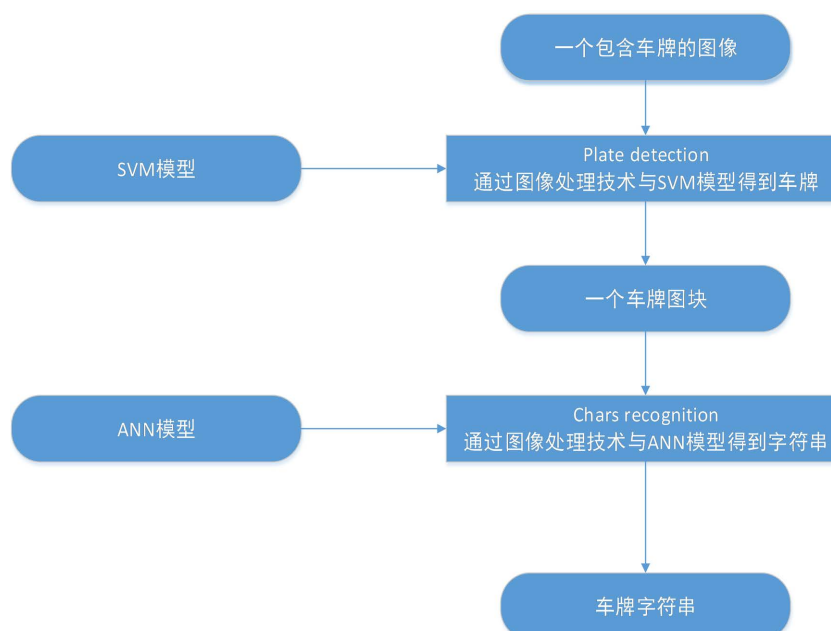 一个包含车牌的图像
SVM模型
Plate detection
通过图像处理技术与SVM模型得到车牌
一个车牌图块
ANN模型
Chars recognition
通过图像处理技术与ANN模型得到字符串
车牌字符串